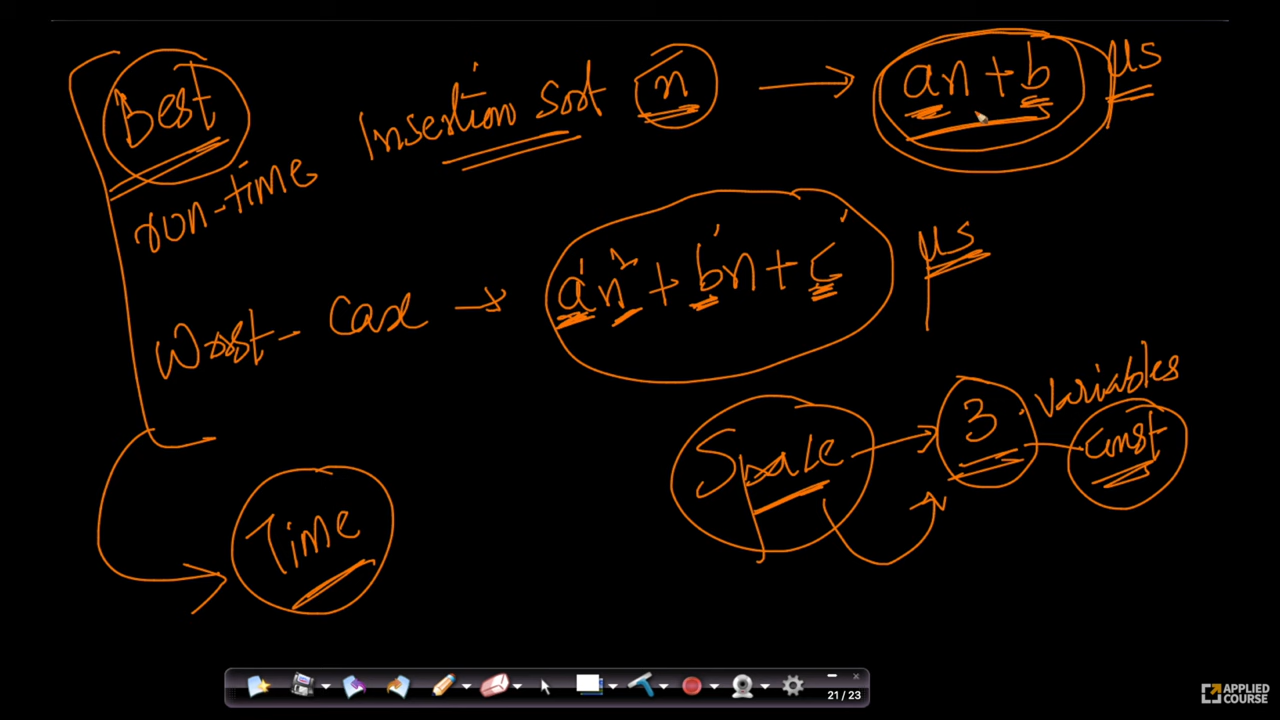 Best Insertion Sort n → an + b μs
run-time
Worst-Case → a'n² + b'n + c' μs
Space → 3 variables
Const
Time
21 / 23
APPLIED
COURSE